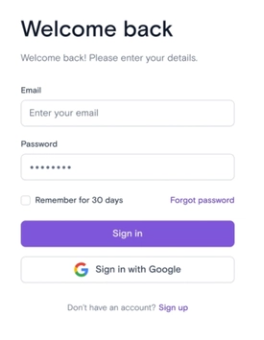 Welcome back
Welcome back! Please enter your details.
Email
Enter your email
Password
••••••••
Remember for 30 days Forgot password
Sign in
Sign in with Google
Don't have an account? Sign up